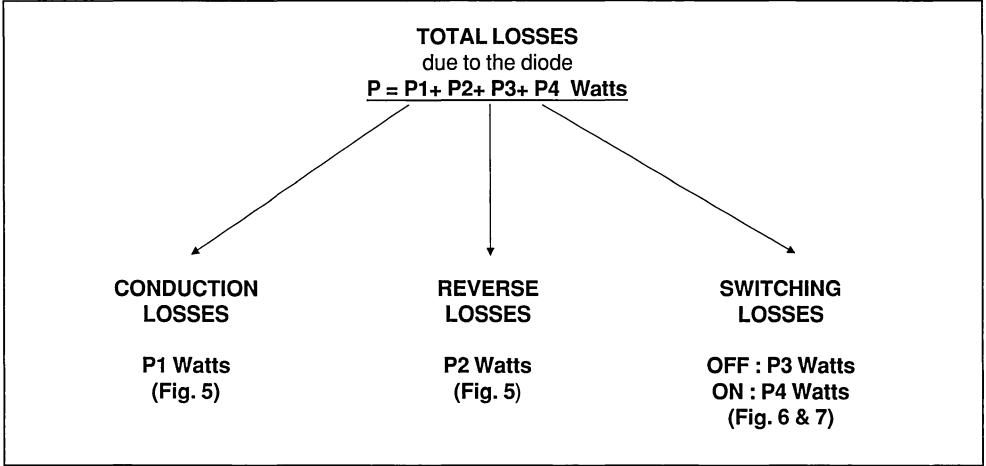 TOTAL LOSSES
due to the diode
P = P1+ P2+ P3+ P4 Watts
CONDUCTION
LOSSES
P1 Watts
(Fig. 5)
REVERSE
LOSSES
P2 Watts
(Fig. 5)
SWITCHING
LOSSES
OFF : P3 Watts
ON : P4 Watts
(Fig. 6 & 7)